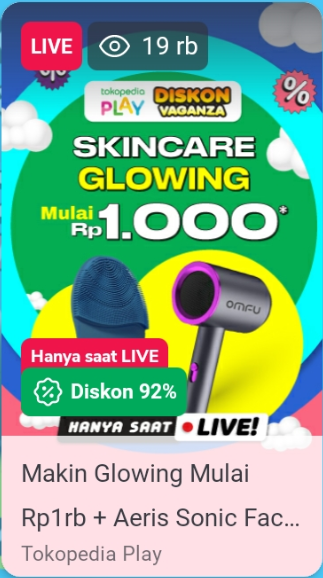 LIVE
19 rb
%
%
tokopedia
PLAY
DISKON
VAGANZA
SKINCARE
GLOWING
Mulai
Rp1.000*
OMFU
Hanya saat LIVE
Diskon 92%
HANYA SAAT LIVE!
Makin Glowing Mulai
Rp1rb + Aeris Sonic Fac...
Tokopedia Play